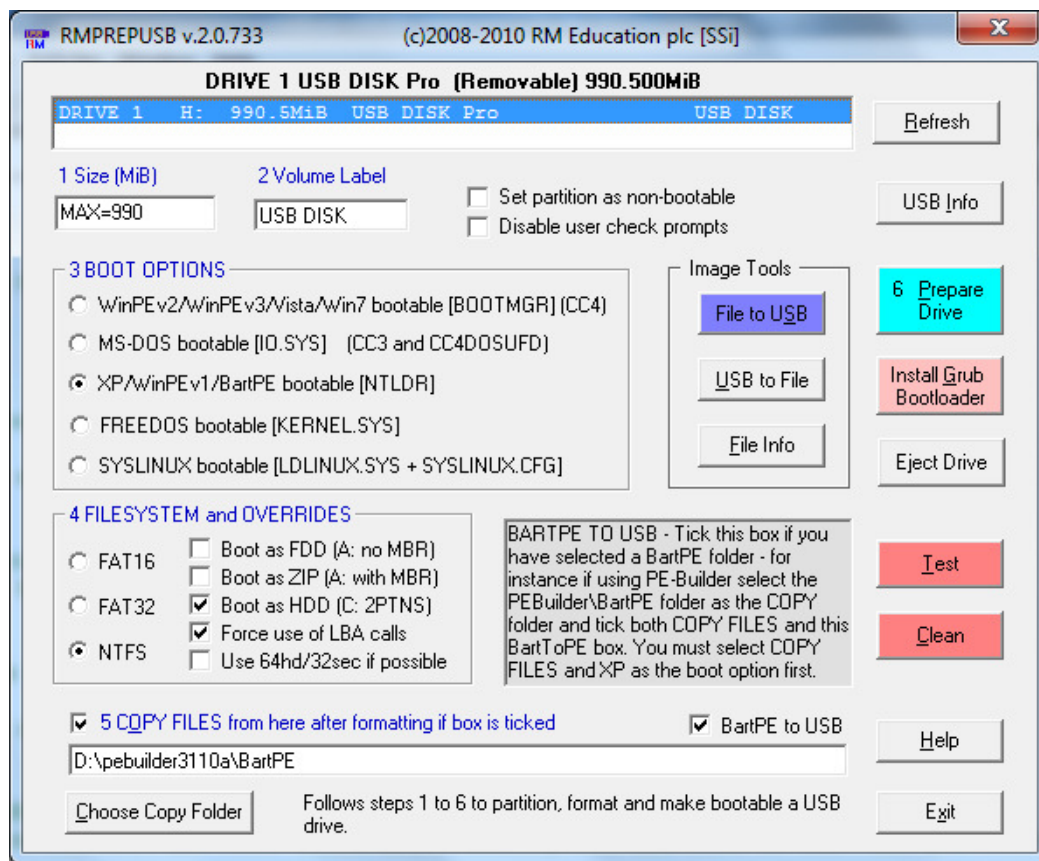 RMPREPUSB v.2.0.733 (c)2008-2010 RM Education plc [SSi]
DRIVE 1 USB DISK Pro (Removable) 990.500MiB
DRIVE 1 H: 990.5MiB USB DISK Pro USB DISK
Refresh
1 Size (MiB)
2 Volume Label
MAX=990
USB DISK
Set partition as non-bootable
Disable user check prompts
USB Info
3 BOOT OPTIONS
WinPEv2/WinPEv3/Vista/Win7 bootable [BOOTMGR] (CC4)
MS-DOS bootable [IO.SYS] (CC3 and CC4DOSUFD)
XP/WinPEv1/BartPE bootable [NTLDR]
FREEDOS bootable [KERNEL.SYS]
SYSLINUX bootable [LDLINUX.SYS + SYSLINUX.CFG]
Image Tools
File to USB
USB to File
File Info
6 Prepare
Drive
Install Grub
Bootloader
Eject Drive
4 FILESYSTEM and OVERRIDES
FAT16
FAT32
NTFS
Boot as FDD (A: no MBR)
Boot as ZIP (A: with MBR)
Boot as HDD (C: 2PTNS)
Force use of LBA calls
Use 64hd/32sec if possible
BARTPE TO USB - Tick this box if you
have selected a BartPE folder - for
instance if using PE-Builder select the
PEBuilder\BartPE folder as the COPY
folder and tick both COPY FILES and this
BartToPE box. You must select COPY
FILES and XP as the boot option first.
Test
Clean
5 COPY FILES from here after formatting if box is ticked
BartPE to USB
D:\pebuilder3110a\BartPE
Help
Choose Copy Folder
Follows steps 1 to 6 to partition, format and make bootable a USB
drive.
Exit